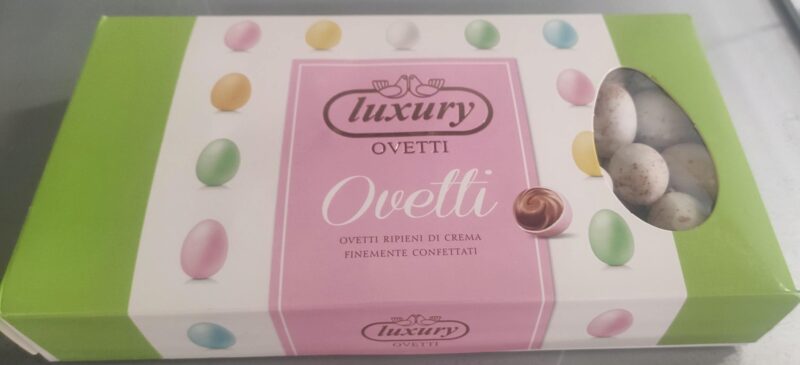 luxury
OVETTI
Ovetti
OVETTI RIPIENI DI CREMA
FINEMENTE CONFETTATI
luxury
OVETTI